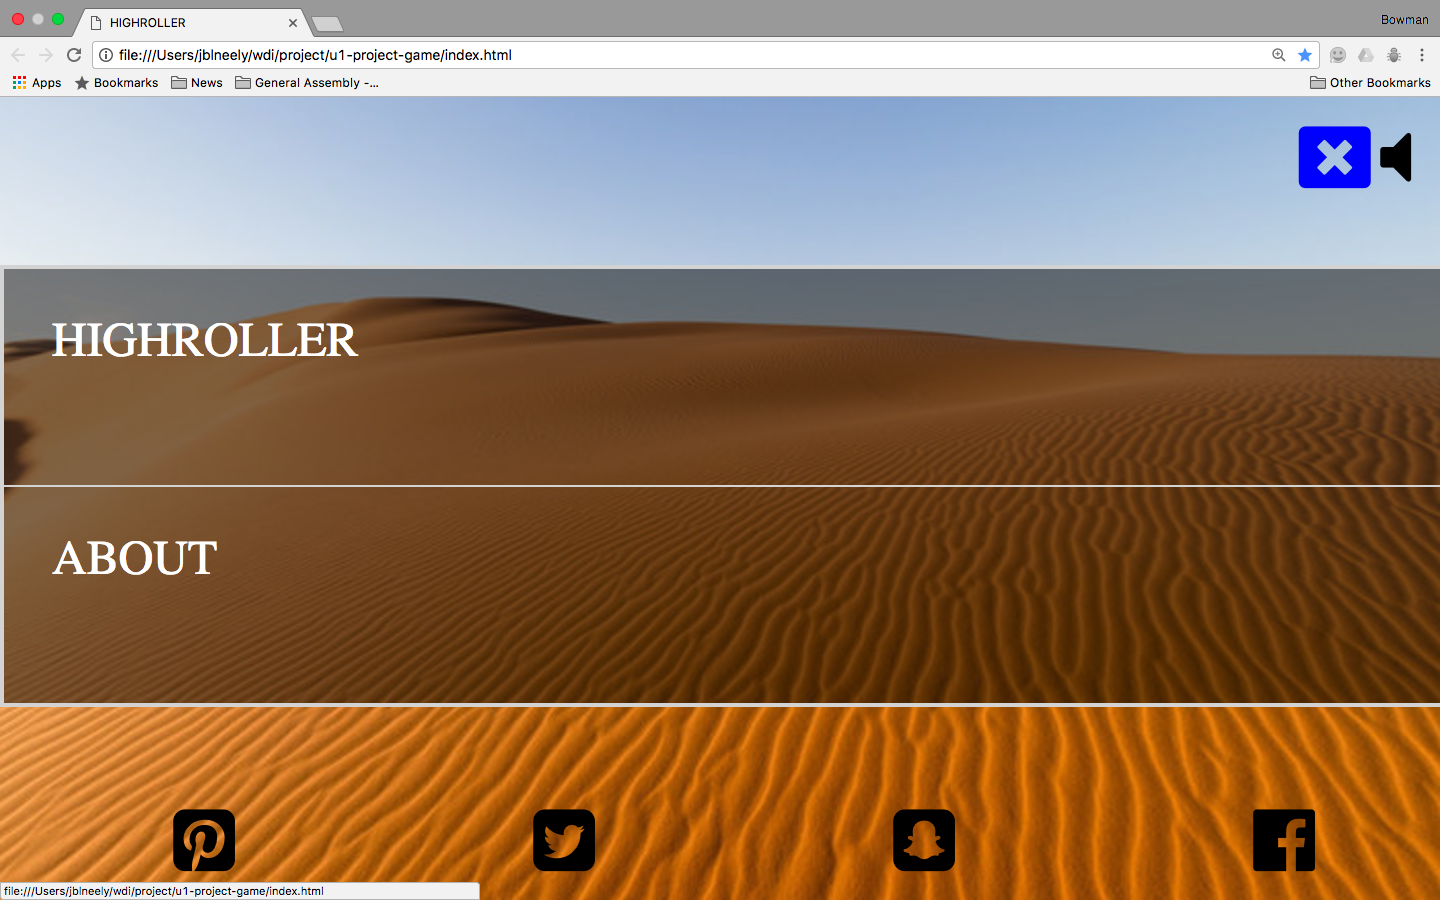 HIGHROLLER
Bowman
file:///Users/jblneely/wdi/project/u1-project-game/index.html
Apps Bookmarks News General Assembly -... Other Bookmarks
HIGHROLLER
ABOUT
file:///Users/jblneely/wdi/project/u1-project-game/index.html